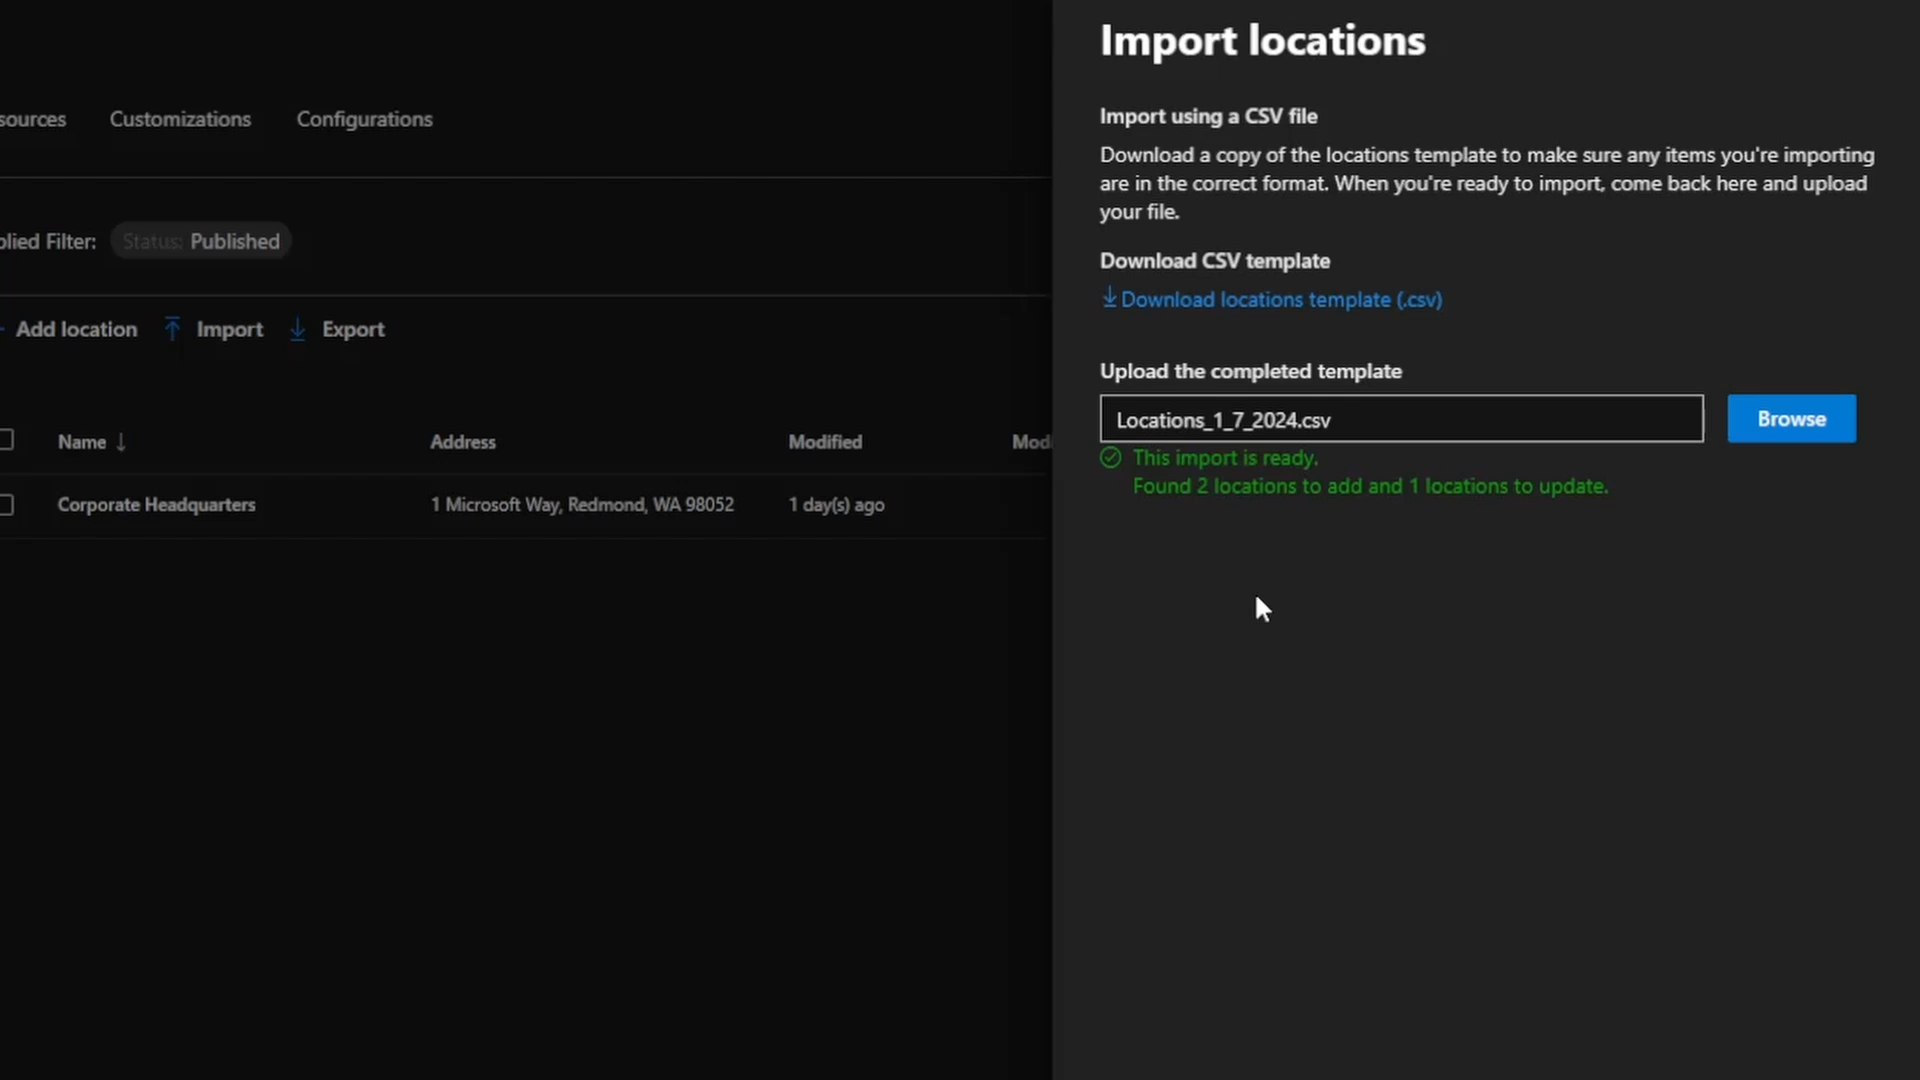 sources Customizations Configurations
plied Filter: Status: Published
Add location Import Export
Name Address Modified Modi
Corporate Headquarters 1 Microsoft Way, Redmond, WA 98052 1 day(s) ago
Import locations
Import using a CSV file
Download a copy of the locations template to make sure any items you're importing
are in the correct format. When you're ready to import, come back here and upload
your file.
Download CSV template
Download locations template (.csv)
Upload the completed template
Locations_1_7_2024.csv
Browse
This import is ready.
Found 2 locations to add and 1 locations to update.